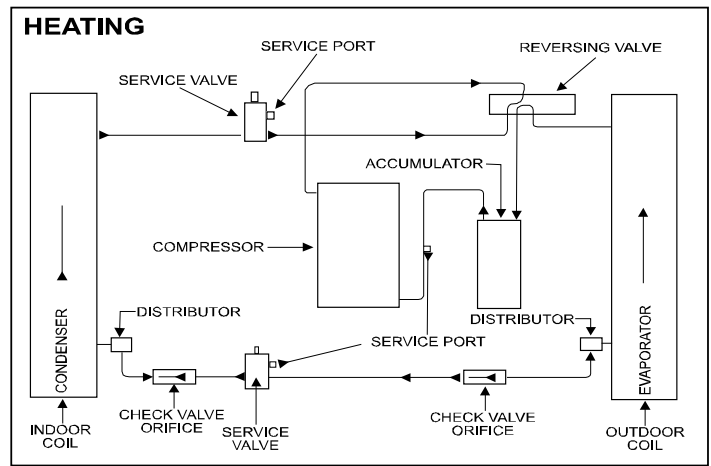 HEATING
SERVICE PORT
REVERSING VALVE
SERVICE VALVE
ACCUMULATOR
COMPRESSOR
DISTRIBUTOR
DISTRIBUTOR
CONDENSER
EVAPORATOR
SERVICE PORT
INDOOR
COIL
CHECK VALVE
ORIFICE
SERVICE
VALVE
CHECK VALVE
ORIFICE
OUTDOOR
COIL